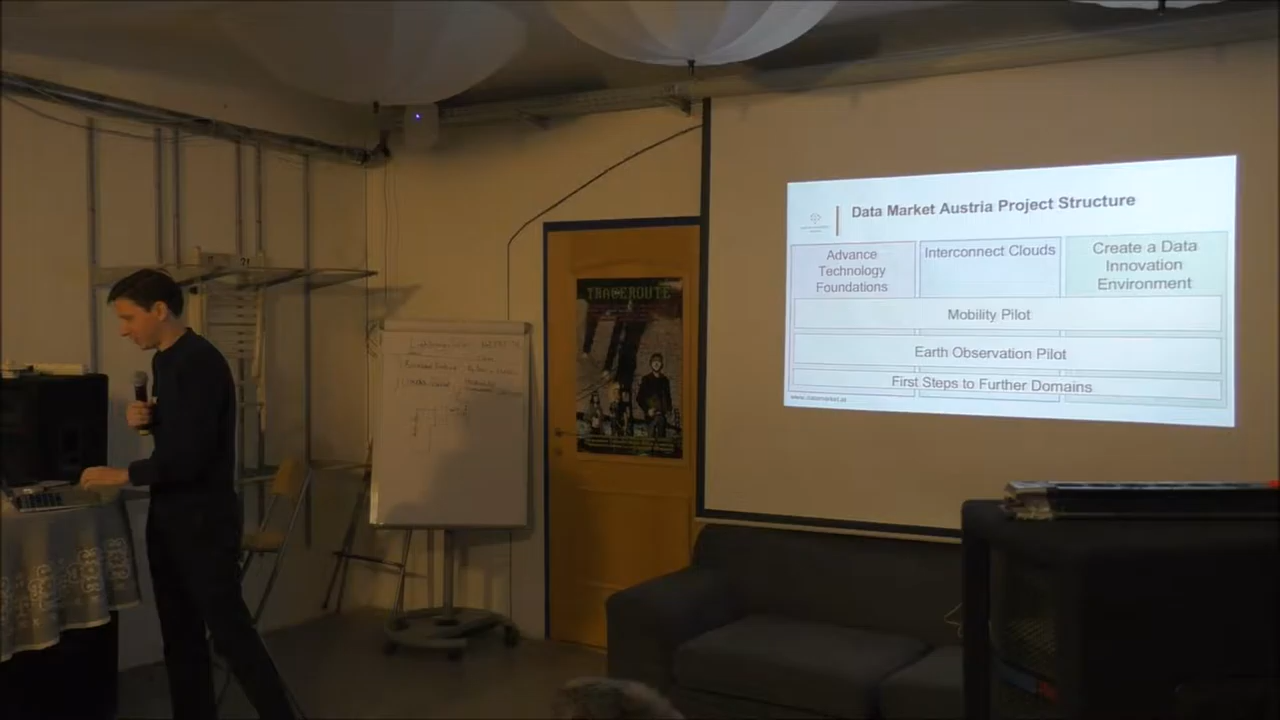 Data Market Austria Project Structure
Advance
Technology
Foundations
Interconnect Clouds
Create a Data
Innovation
Environment
Mobility Pilot
Earth Observation Pilot
First Steps to Further Domains
www.datamarket.at
TRACEROUTE